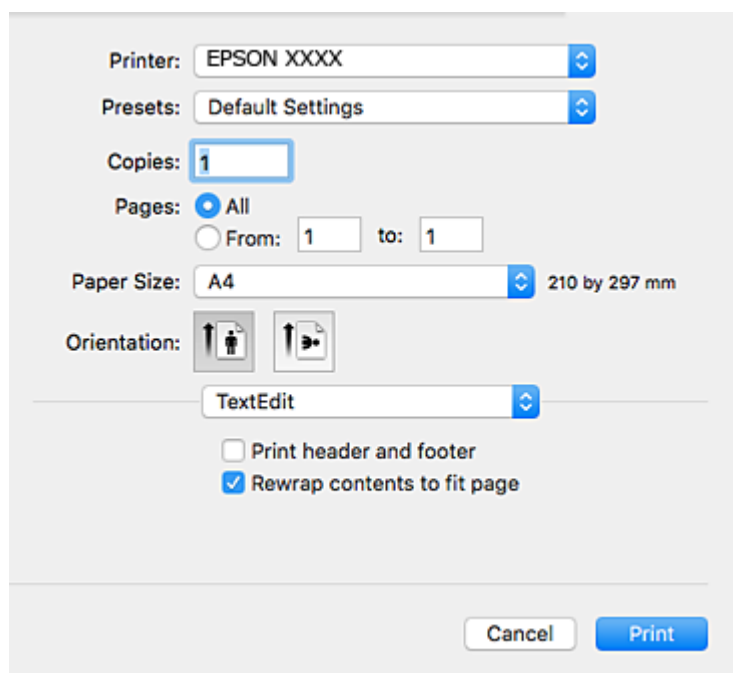 Printer: EPSON XXXX
Presets: Default Settings
Copies: 1
Pages: All
From: 1 to: 1
Paper Size: A4 210 by 297 mm
Orientation:
TextEdit
Print header and footer
Rewrap contents to fit page
Cancel Print